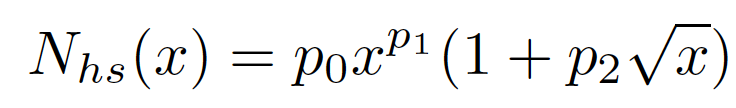 $N_{hs}(x) = p_0 x^{p_1} (1 + p_2 \sqrt{x})$